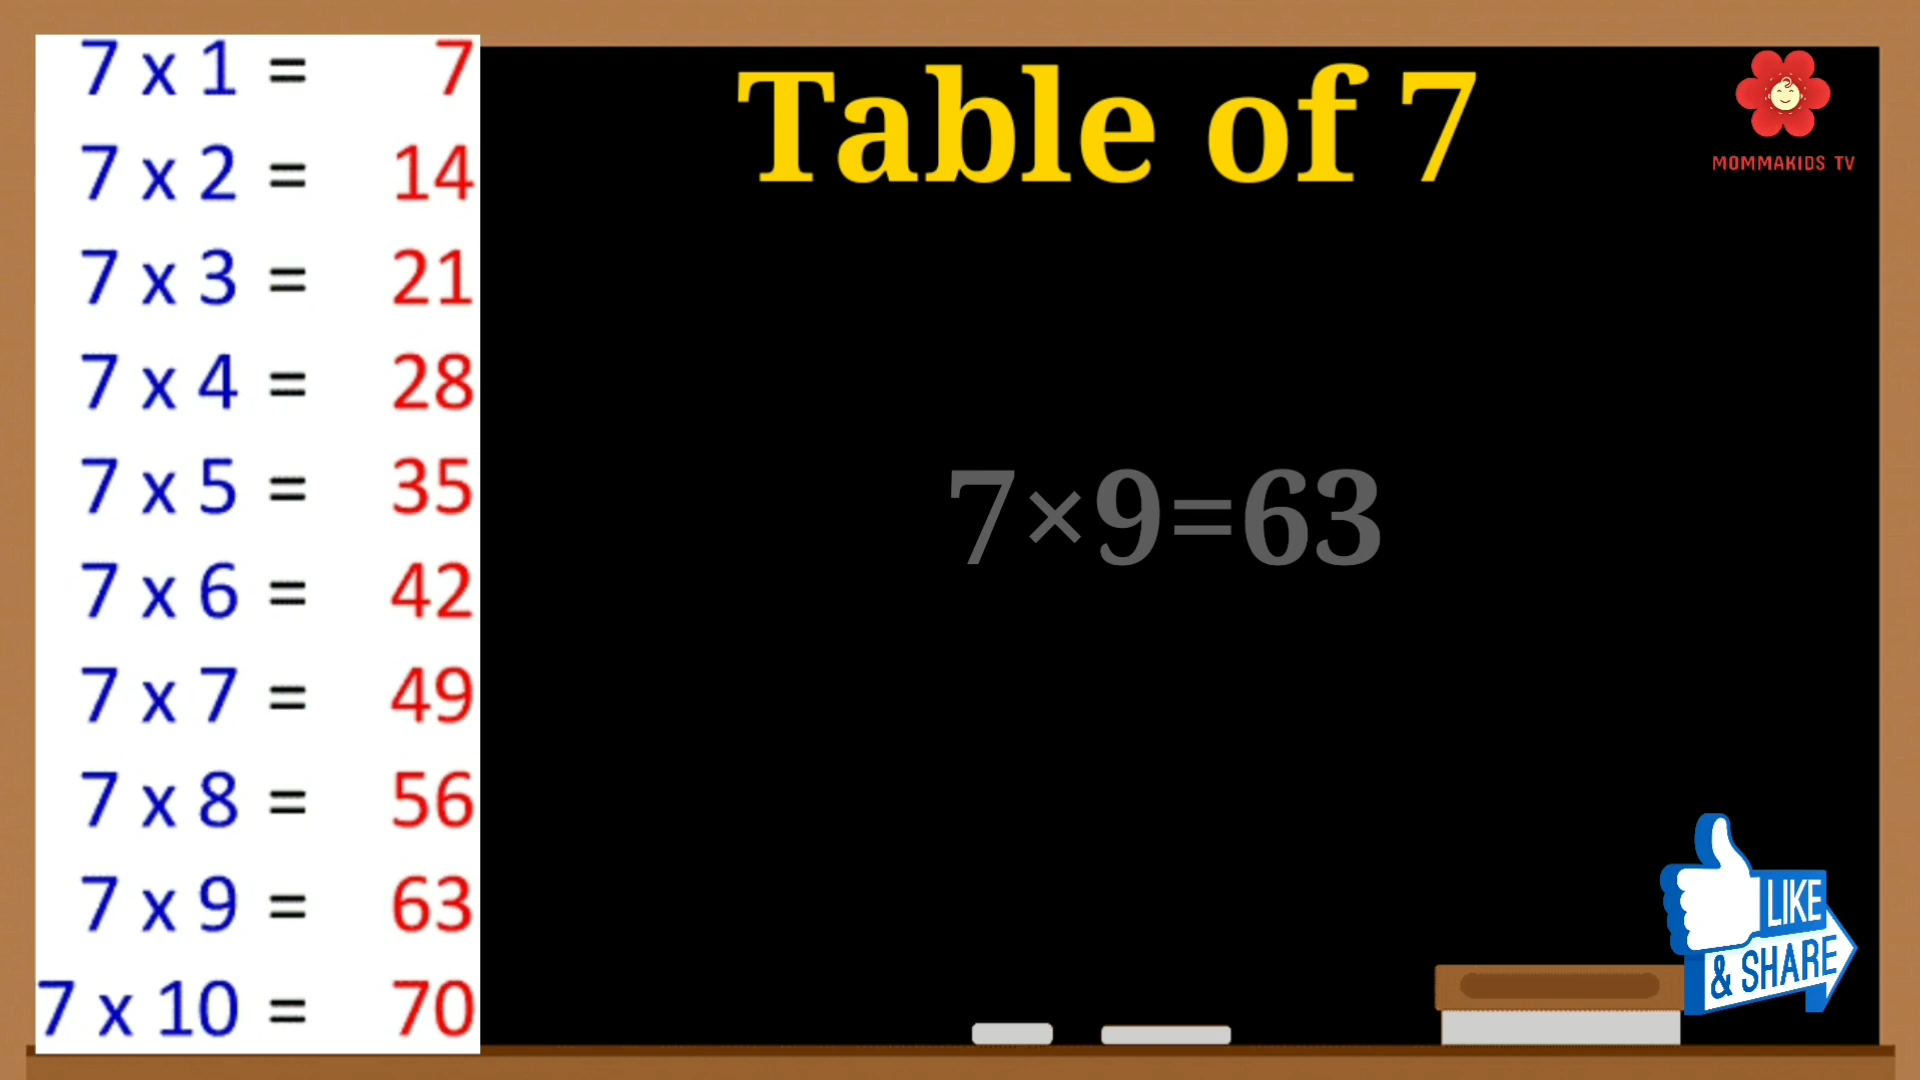 7 x 1 = 7
7 x 2 = 14
7 x 3 = 21
7 x 4 = 28
7 x 5 = 35
7 x 6 = 42
7 x 7 = 49
7 x 8 = 56
7 x 9 = 63
7 x 10 = 70
Table of 7
MOMMAKIDS TV
7×9=63
LIKE
& SHARE